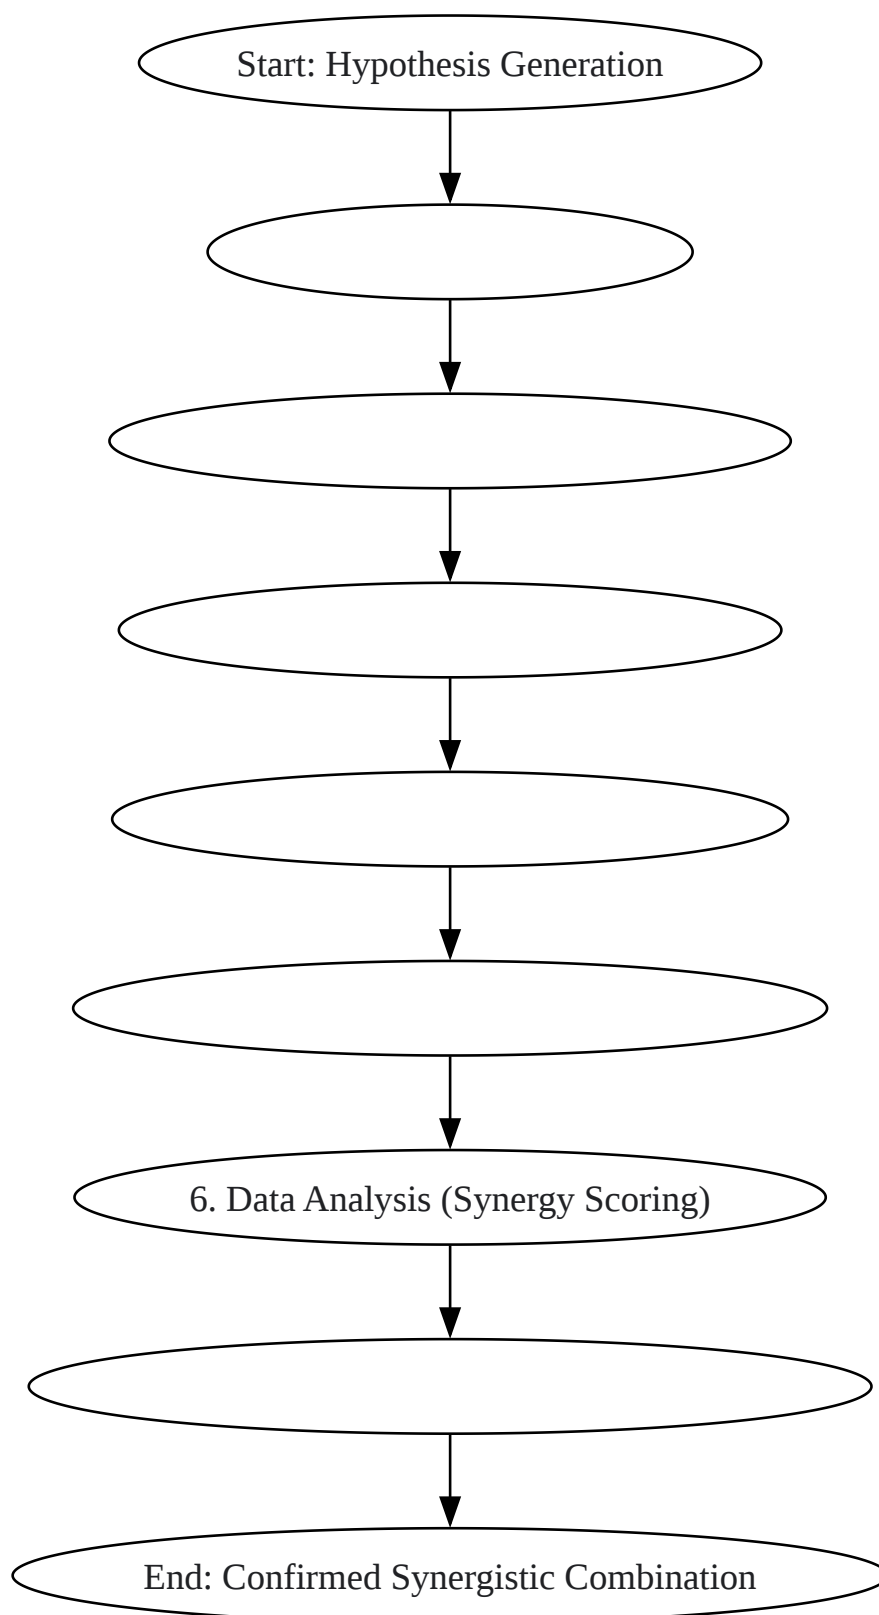 Start: Hypothesis Generation
6. Data Analysis (Synergy Scoring)
End: Confirmed Synergistic Combination